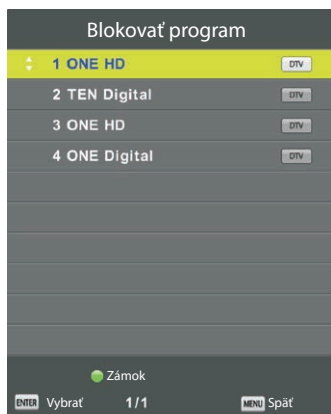 Blokovať program
1 ONE HD DTV
2 TEN Digital DTV
3 ONE HD DTV
4 ONE Digital DTV
Zámok
ENTER Vybrať 1/1 MENU Späť